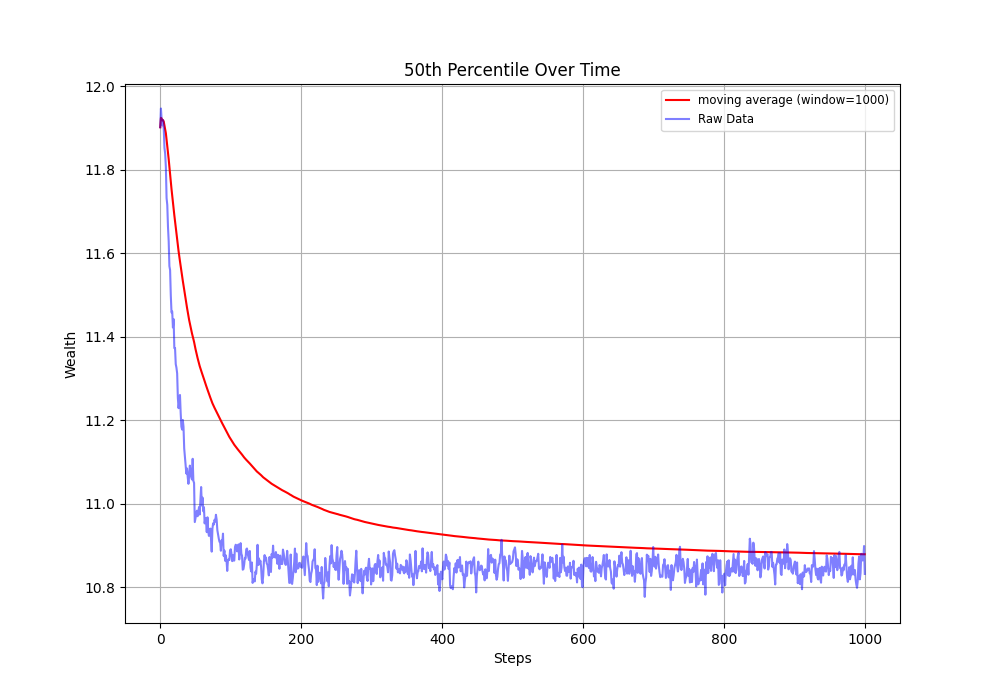 50th Percentile Over Time
moving average (window=1000)
Raw Data
Wealth
12.0
11.8
11.6
11.4
11.2
11.0
10.8
0 200 400 600 800 1000
Steps